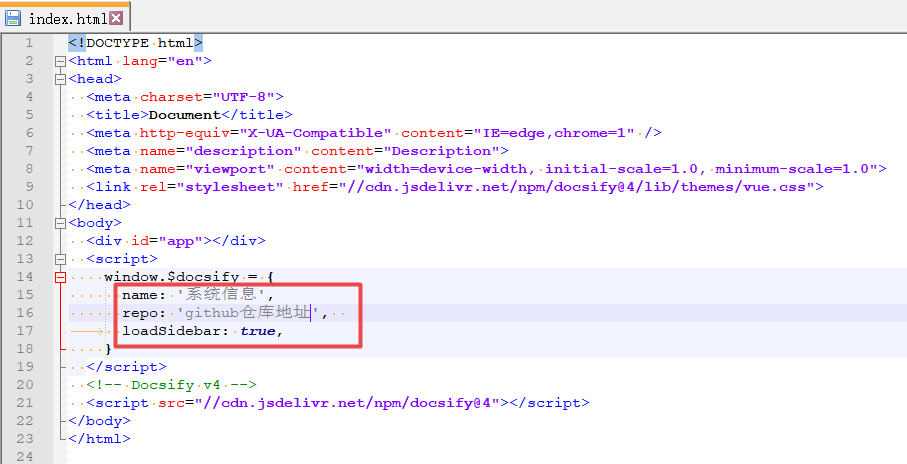 index.html
1 <!DOCTYPE html>
2 <html lang="en">
3 <head>
4 <meta charset="UTF-8">
5 <title>Document</title>
6 <meta http-equiv="X-UA-Compatible" content="IE=edge,chrome=1" />
7 <meta name="description" content="Description">
8 <meta name="viewport" content="width=device-width, initial-scale=1.0, minimum-scale=1.0">
9 <link rel="stylesheet" href="//cdn.jsdelivr.net/npm/docsify@4/lib/themes/vue.css">
10 </head>
11 <body>
12 <div id="app"></div>
13 <script>
14 window.$docsify = {
15 name: '系统信息',
16 repo: 'github仓库地址',
17 loadSidebar: true,
18 }
19 </script>
20 <!-- Docsify v4 -->
21 <script src="//cdn.jsdelivr.net/npm/docsify@4"></script>
22 </body>
23 </html>
24